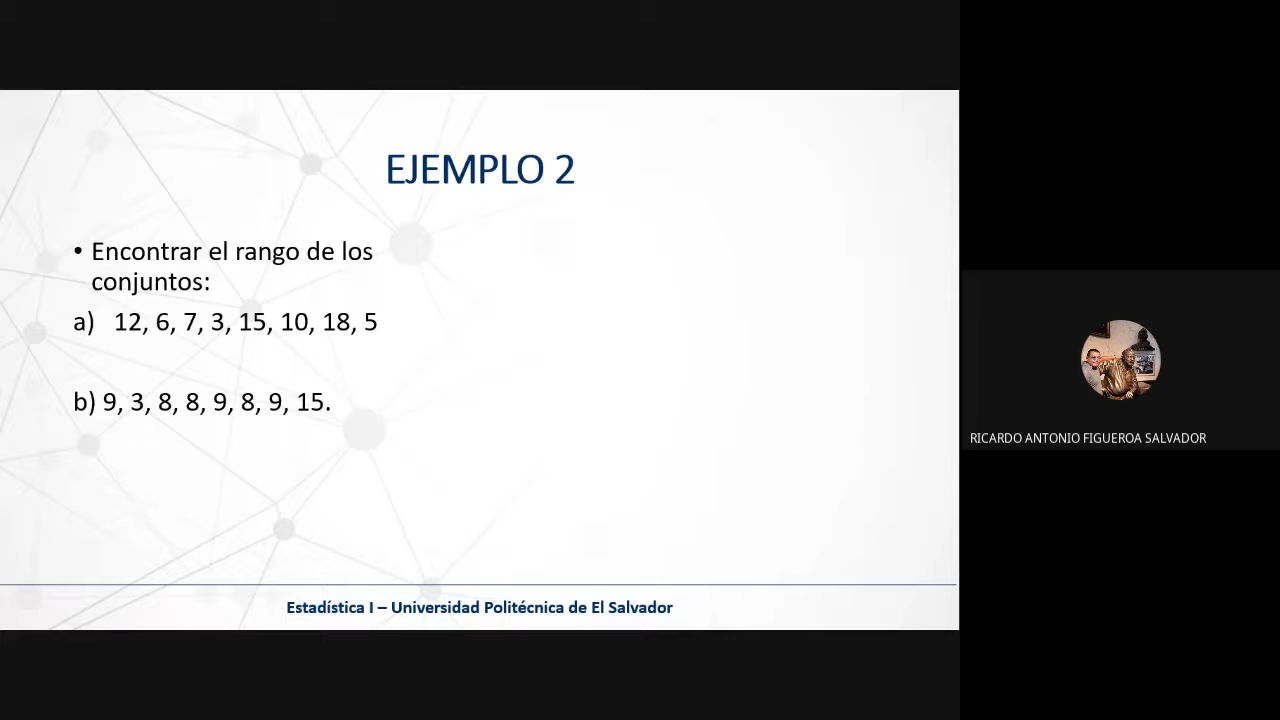 EJEMPLO 2
• Encontrar el rango de los
conjuntos:
a) 12, 6, 7, 3, 15, 10, 18, 5
b) 9, 3, 8, 8, 9, 8, 9, 15.
Estadística I – Universidad Politécnica de El Salvador
RICARDO ANTONIO FIGUEROA SALVADOR